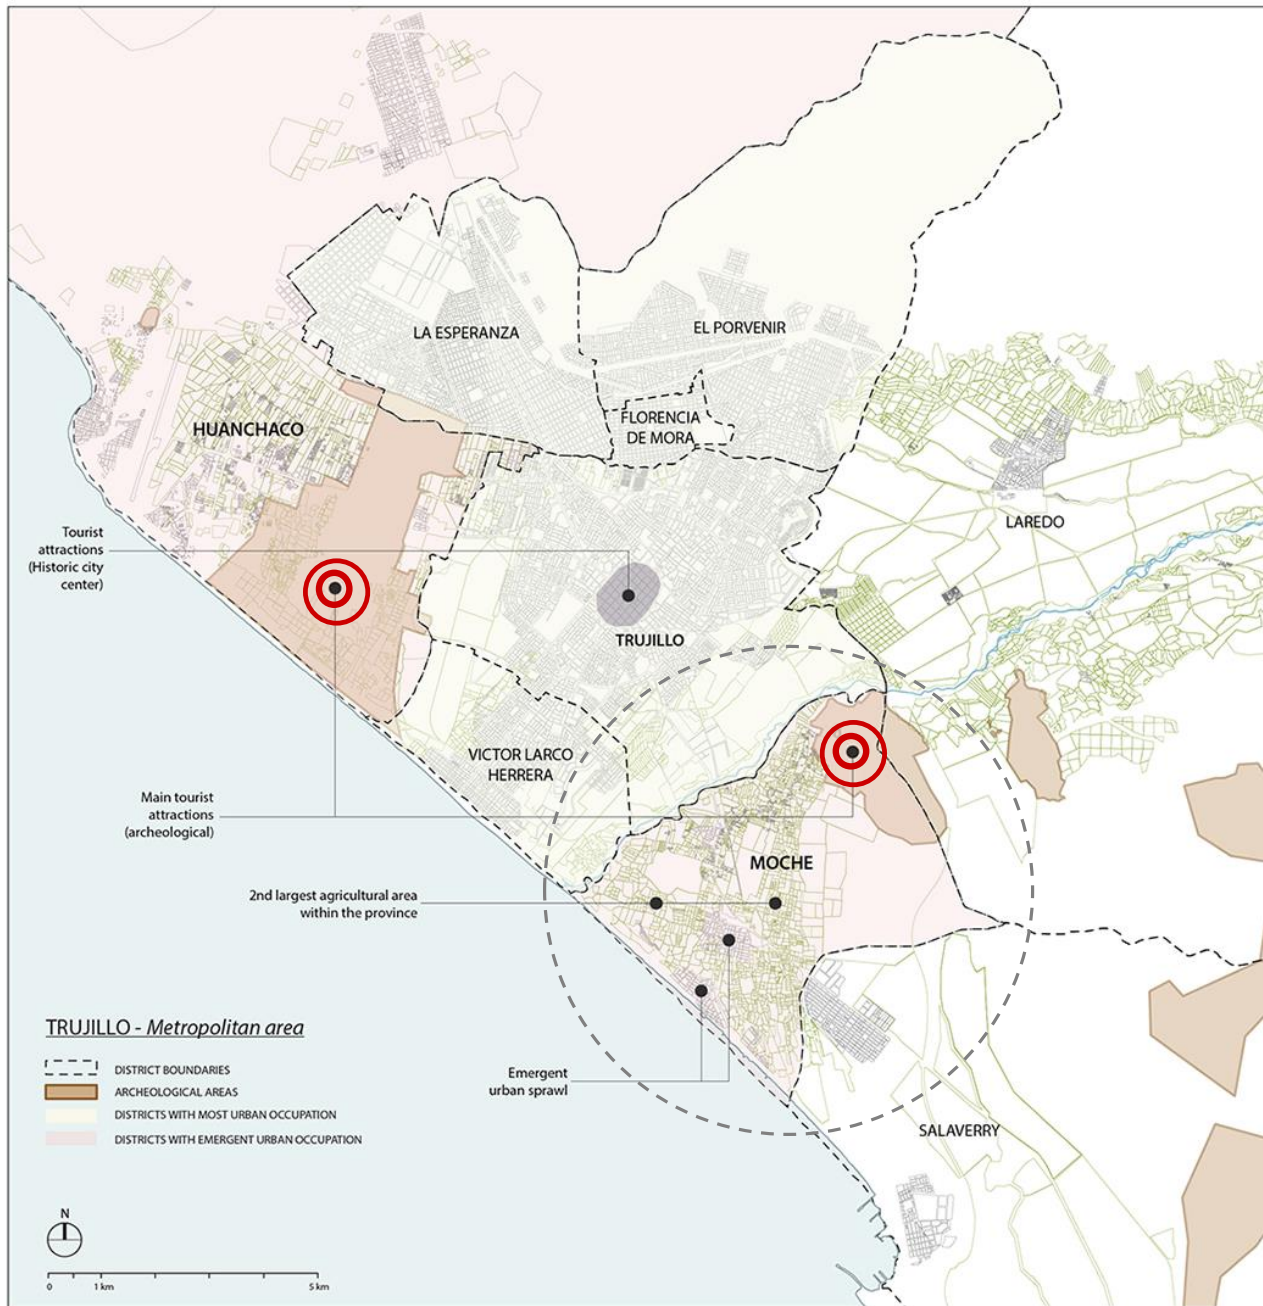 LA ESPERANZA
EL PORVENIR
FLORENCIA
DE MORA
HUANCHACO
LAREDO
Tourist
attractions
(Historic city
center)
TRUJILLO
VICTOR LARCO
HERRERA
Main tourist
attractions
(archeological)
MOCHE
2nd largest agricultural area
within the province
Emergent
urban sprawl
SALAVERRY
TRUJILLO - Metropolitan area
DISTRICT BOUNDARIES
ARCHEOLOGICAL AREAS
DISTRICTS WITH MOST URBAN OCCUPATION
DISTRICTS WITH EMERGENT URBAN OCCUPATION
N
0 1 km 5 km